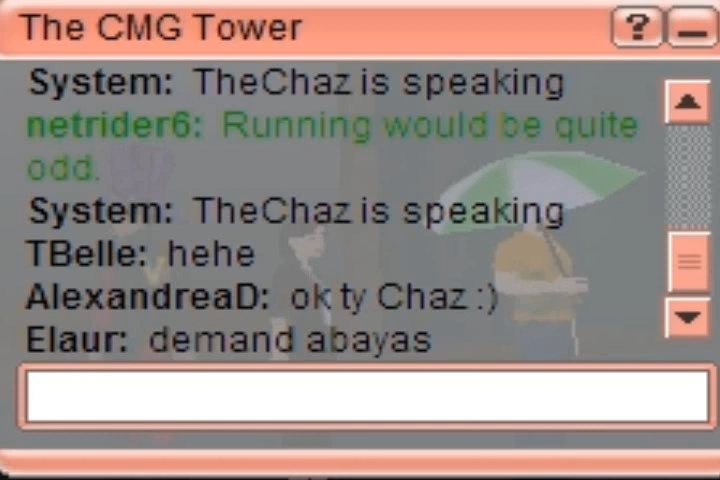 The CMG Tower
?
System: TheChaz is speaking
netrider6: Running would be quite
odd.
System: TheChaz is speaking
TBelle: hehe
AlexandreaD: ok ty Chaz :)
Elaur: demand abayas